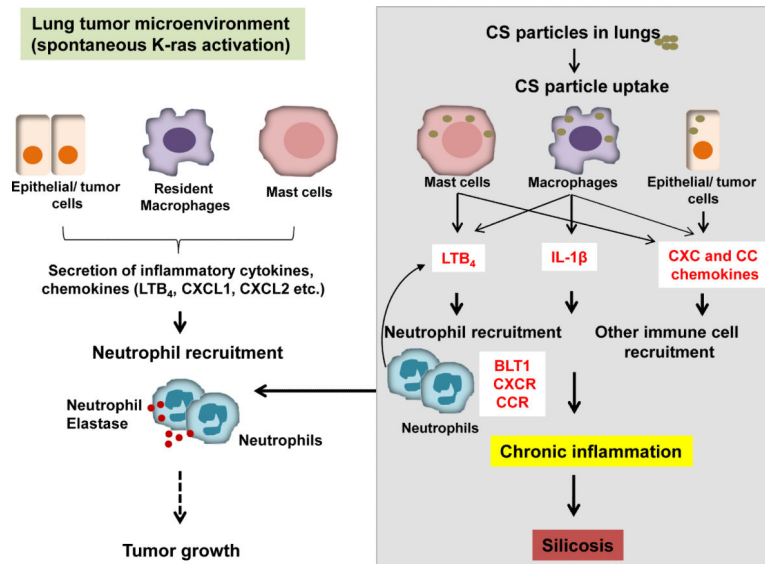 Lung tumor microenvironment
(spontaneous K-ras activation)
Epithelial/ tumor
cells
Resident
Macrophages
Mast cells
Secretion of inflammatory cytokines,
chemokines (LTB₄, CXCL1, CXCL2 etc.)
Neutrophil recruitment
Neutrophil
Elastase
Neutrophils
Tumor growth
CS particles in lungs
CS particle uptake
Mast cells
Macrophages
Epithelial/ tumor
cells
LTB₄
IL-1β
CXC and CC
chemokines
Neutrophil recruitment
Other immune cell
recruitment
BLT1
CXCR
CCR
Neutrophils
Chronic inflammation
Silicosis